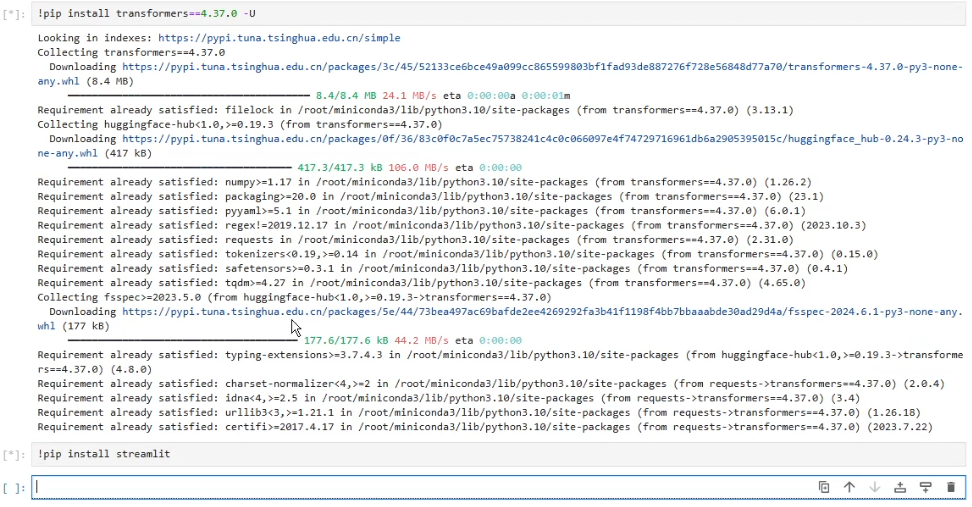 [*]: !pip install transformers==4.37.0 -U
Looking in indexes: https://pypi.tuna.tsinghua.edu.cn/simple
Collecting transformers==4.37.0
Downloading https://pypi.tuna.tsinghua.edu.cn/packages/3c/45/52133ce6bce49a099cc865599803bf1fad93de887276f728e56848d77a70/transformers-4.37.0-py3-none-
any.whl (8.4 MB)
8.4/8.4 MB 24.1 MB/s eta 0:00:00a 0:00:01m
Requirement already satisfied: filelock in /root/miniconda3/lib/python3.10/site-packages (from transformers==4.37.0) (3.13.1)
Collecting huggingface-hub<1.0,>=0.19.3 (from transformers==4.37.0)
Downloading https://pypi.tuna.tsinghua.edu.cn/packages/0f/36/83c0f0c7a5ec75738241c4c0c066097e4f74729716961db6a2905395015c/huggingface_hub-0.24.3-py3-no
ne-any.whl (417 kB)
417.3/417.3 kB 106.0 MB/s eta 0:00:00
Requirement already satisfied: numpy>=1.17 in /root/miniconda3/lib/python3.10/site-packages (from transformers==4.37.0) (1.26.2)
Requirement already satisfied: packaging>=20.0 in /root/miniconda3/lib/python3.10/site-packages (from transformers==4.37.0) (23.1)
Requirement already satisfied: pyyaml>=5.1 in /root/miniconda3/lib/python3.10/site-packages (from transformers==4.37.0) (6.0.1)
Requirement already satisfied: regex!=2019.12.17 in /root/miniconda3/lib/python3.10/site-packages (from transformers==4.37.0) (2023.10.3)
Requirement already satisfied: requests in /root/miniconda3/lib/python3.10/site-packages (from transformers==4.37.0) (2.31.0)
Requirement already satisfied: tokenizers<0.19,>=0.14 in /root/miniconda3/lib/python3.10/site-packages (from transformers==4.37.0) (0.15.0)
Requirement already satisfied: safetensors>=0.3.1 in /root/miniconda3/lib/python3.10/site-packages (from transformers==4.37.0) (0.4.1)
Requirement already satisfied: tqdm>=4.27 in /root/miniconda3/lib/python3.10/site-packages (from transformers==4.37.0) (4.65.0)
Collecting fsspec>=2023.5.0 (from huggingface-hub<1.0,>=0.19.3->transformers==4.37.0)
Downloading https://pypi.tuna.tsinghua.edu.cn/packages/5e/44/73bea497ac69bafde2ee4269292fa3b41f1198f4bb7bbaaabde30ad29d4a/fsspec-2024.6.1-py3-none-any.
whl (177 kB)
177.6/177.6 kB 44.2 MB/s eta 0:00:00
Requirement already satisfied: typing-extensions>=3.7.4.3 in /root/miniconda3/lib/python3.10/site-packages (from huggingface-hub<1.0,>=0.19.3->transforme
rs==4.37.0) (4.8.0)
Requirement already satisfied: charset-normalizer<4,>=2 in /root/miniconda3/lib/python3.10/site-packages (from requests->transformers==4.37.0) (2.0.4)
Requirement already satisfied: idna<4,>=2.5 in /root/miniconda3/lib/python3.10/site-packages (from requests->transformers==4.37.0) (3.4)
Requirement already satisfied: urllib3<3,>=1.21.1 in /root/miniconda3/lib/python3.10/site-packages (from requests->transformers==4.37.0) (1.26.18)
Requirement already satisfied: certifi>=2017.4.17 in /root/miniconda3/lib/python3.10/site-packages (from requests->transformers==4.37.0) (2023.7.22)
[*]: !pip install streamlit
[ ]: